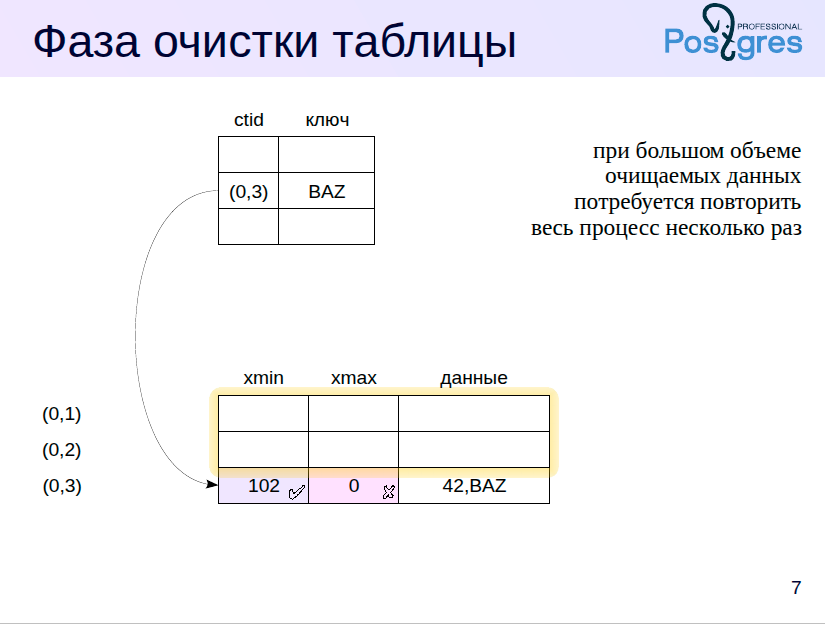 Фаза очистки таблицы
PROFESSIONAL
Postgres
ctid ключ
при большом объеме
очищаемых данных
(0,3) BAZ
потребуется повторить
весь процесс несколько раз
xmin xmax данные
(0,1)
(0,2)
(0,3) 102 0 42,BAZ
7